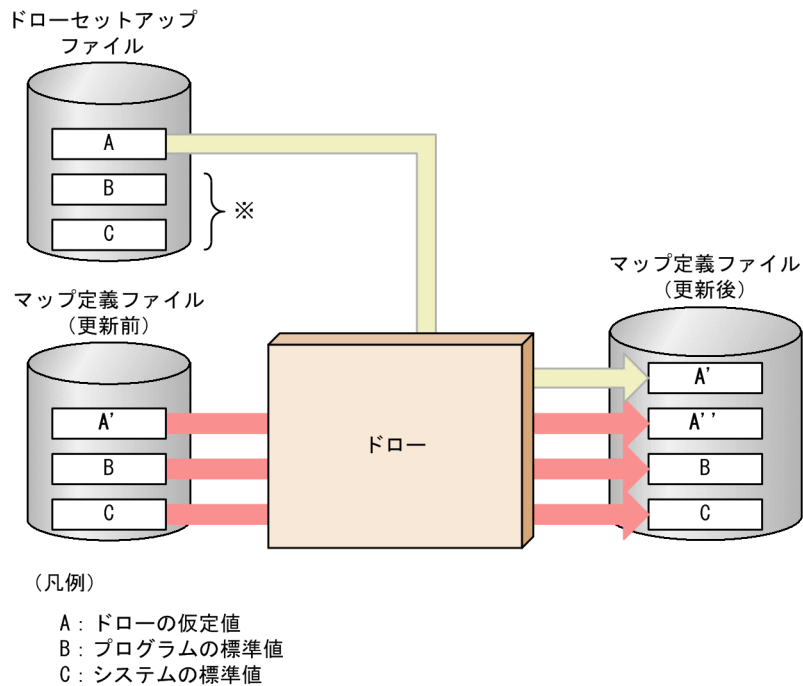 ドローセットアップ
ファイル
A
B
C
※
マップ定義ファイル
（更新前）
A'
B
C
ドロー
マップ定義ファイル
（更新後）
A'
A''
B
C
（凡例）
A：ドローの仮定値
B：プログラムの標準値
C：システムの標準値